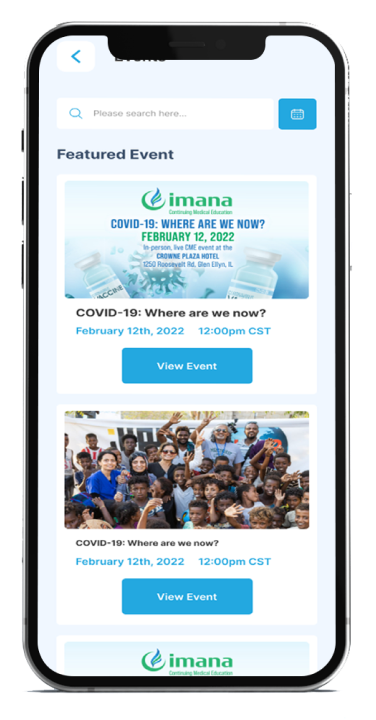 Events
Please search here...
Featured Event
imana
Continuing Medical Education
COVID-19: WHERE ARE WE NOW?
FEBRUARY 12, 2022
In-person, live CME event at the
CROWNE PLAZA HOTEL
1250 Roosevelt Rd. Glen Ellyn, IL
VACCINE
COVID-19: Where are we now?
February 12th, 2022 12:00pm CST
View Event
COVID-19: Where are we now?
February 12th, 2022 12:00pm CST
View Event
imana
Continuing Medical Education